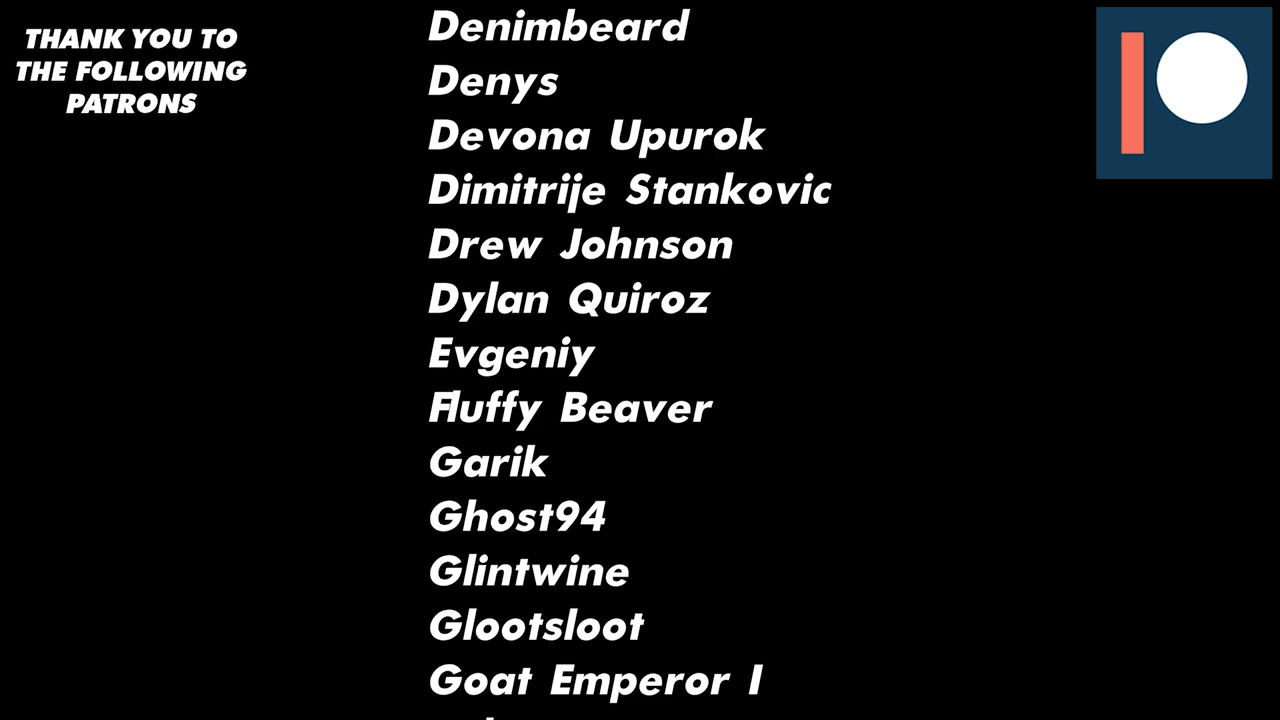 THANK YOU TO
THE FOLLOWING
PATRONS
Denimbeard
Denys
Devona Upurok
Dimitrije Stankovic
Drew Johnson
Dylan Quiroz
Evgeniy
Fluffy Beaver
Garik
Ghost94
Glintwine
Glootsloot
Goat Emperor I